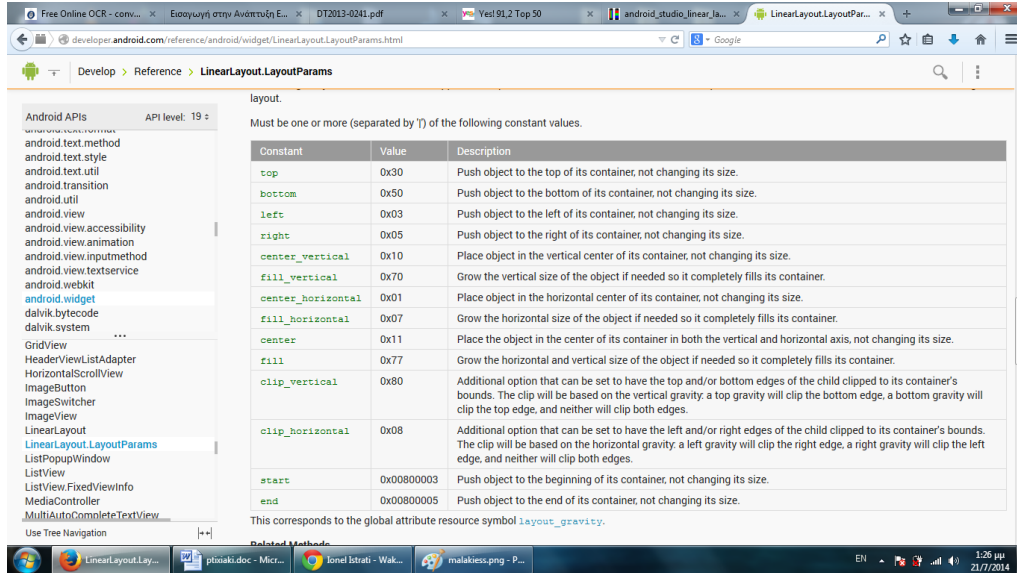 Free Online OCR - conv...
Εισαγωγή στην Ανάπτυξη Ε...
DT2013-0241.pdf
Yes! 91,2 Top 50
android_studio_linear_la...
LinearLayout.LayoutPar...
developer.android.com/reference/android/widget/LinearLayout.LayoutParams.html
Google
Develop > Reference > LinearLayout.LayoutParams
Android APIs API level: 19
android.text.method
android.text.style
android.text.util
android.transition
android.util
android.view
android.view.accessibility
android.view.animation
android.view.inputmethod
android.view.textservice
android.webkit
android.widget
dalvik.bytecode
dalvik.system
GridView
HeaderViewListAdapter
HorizontalScrollView
ImageButton
ImageSwitcher
ImageView
LinearLayout
LinearLayout.LayoutParams
ListPopupWindow
ListView
ListView.FixedViewInfo
MediaController
MultiAutoCompleteTextView
Use Tree Navigation
layout.
Must be one or more (separated by '|') of the following constant values.
Constant Value Description
top 0x30 Push object to the top of its container, not changing its size.
bottom 0x50 Push object to the bottom of its container, not changing its size.
left 0x03 Push object to the left of its container, not changing its size.
right 0x05 Push object to the right of its container, not changing its size.
center_vertical 0x10 Place object in the vertical center of its container, not changing its size.
fill_vertical 0x70 Grow the vertical size of the object if needed so it completely fills its container.
center_horizontal 0x01 Place object in the horizontal center of its container, not changing its size.
fill_horizontal 0x07 Grow the horizontal size of the object if needed so it completely fills its container.
center 0x11 Place the object in the center of its container in both the vertical and horizontal axis, not changing its size.
fill 0x77 Grow the horizontal and vertical size of the object if needed so it completely fills its container.
clip_vertical 0x80 Additional option that can be set to have the top and/or bottom edges of the child clipped to its container's
bounds. The clip will be based on the vertical gravity: a top gravity will clip the bottom edge, a bottom gravity will
clip the top edge, and neither will clip both edges.
clip_horizontal 0x08 Additional option that can be set to have the left and/or right edges of the child clipped to its container's bounds.
The clip will be based on the horizontal gravity: a left gravity will clip the right edge, a right gravity will clip the left
edge, and neither will clip both edges.
start 0x00800003 Push object to the beginning of its container, not changing its size.
end 0x00800005 Push object to the end of its container, not changing its size.
This corresponds to the global attribute resource symbol layout_gravity.
Related Methods
LinearLayout.Lay...
ptixiaki.doc - Micr...
Ionel Istrati - Wak...
malakiess.png - P...
EN
1:26 μμ
21/7/2014